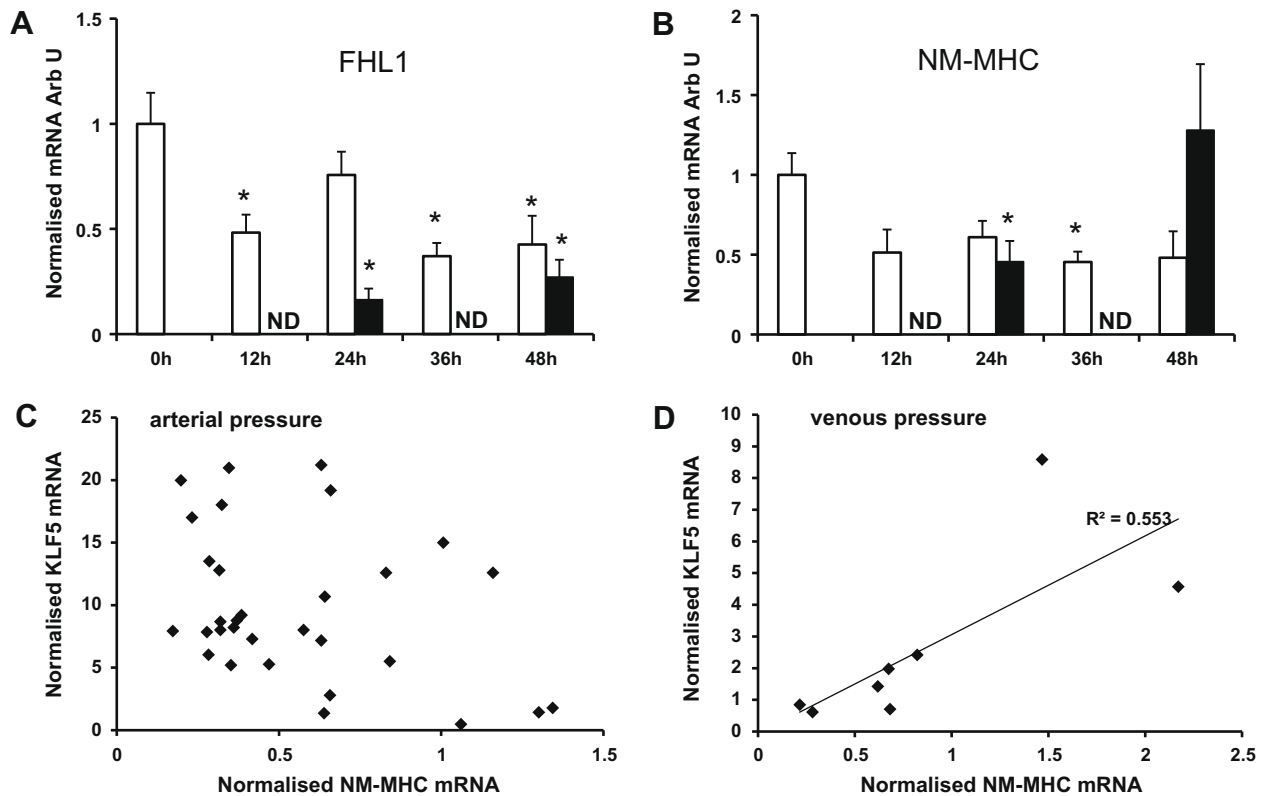 A
Normalised mRNA Arb U
FHL1
1.5
1
0.5
0
*
*
*
*
*
ND
ND
0h
12h
24h
36h
48h
B
Normalised mRNA Arb U
NM-MHC
2
1.5
1
0.5
0
*
*
ND
ND
0h
12h
24h
36h
48h
C
arterial pressure
Normalised KLF5 mRNA
25
20
15
10
5
0
0
0.5
1
1.5
Normalised NM-MHC mRNA
D
venous pressure
Normalised KLF5 mRNA
10
9
8
7
6
5
4
3
2
1
0
R² = 0.553
0
0.5
1
1.5
2
2.5
Normalised NM-MHC mRNA